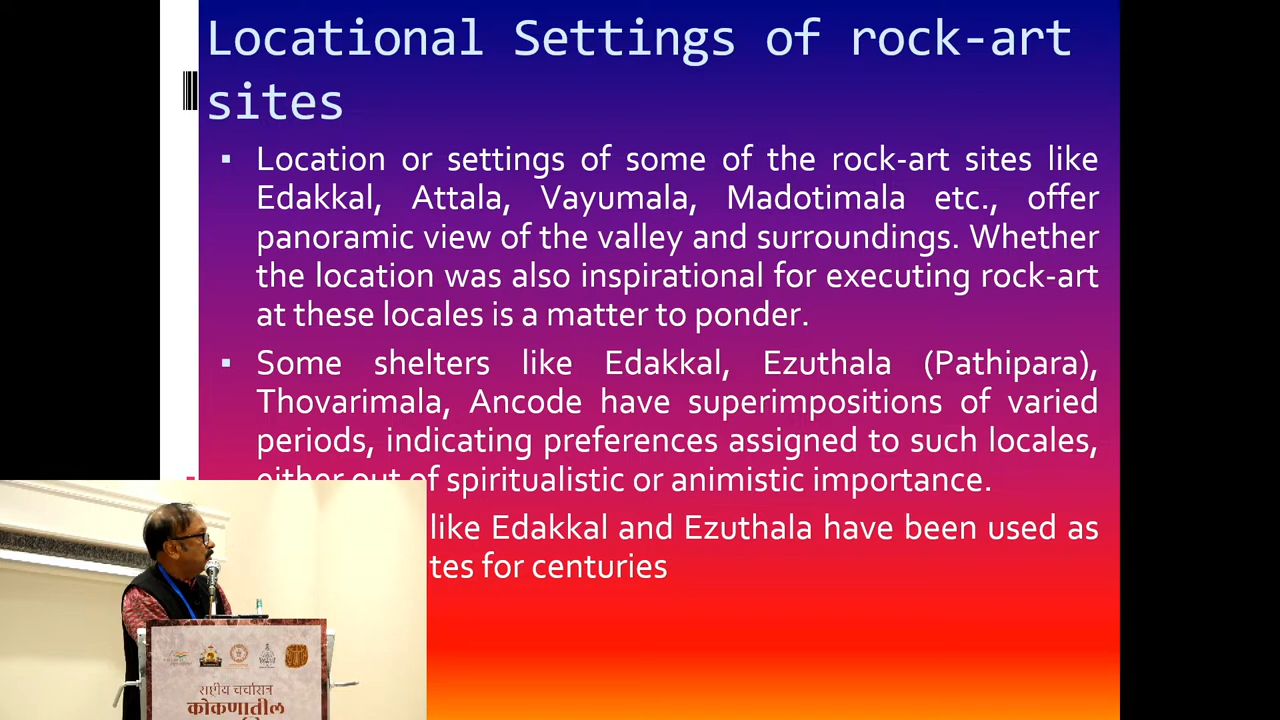 Locational Settings of rock-art
sites
▪ Location or settings of some of the rock-art sites like
Edakkal, Attala, Vayumala, Madotimala etc., offer
panoramic view of the valley and surroundings. Whether
the location was also inspirational for executing rock-art
at these locales is a matter to ponder.
▪ Some shelters like Edakkal, Ezuthala (Pathipara),
Thovarimala, Ancode have superimpositions of varied
periods, indicating preferences assigned to such locales,
either out of spiritualistic or animistic importance.
like Edakkal and Ezuthala have been used as
tes for centuries
राष्ट्रीय चर्चासत्र
कोकणातील